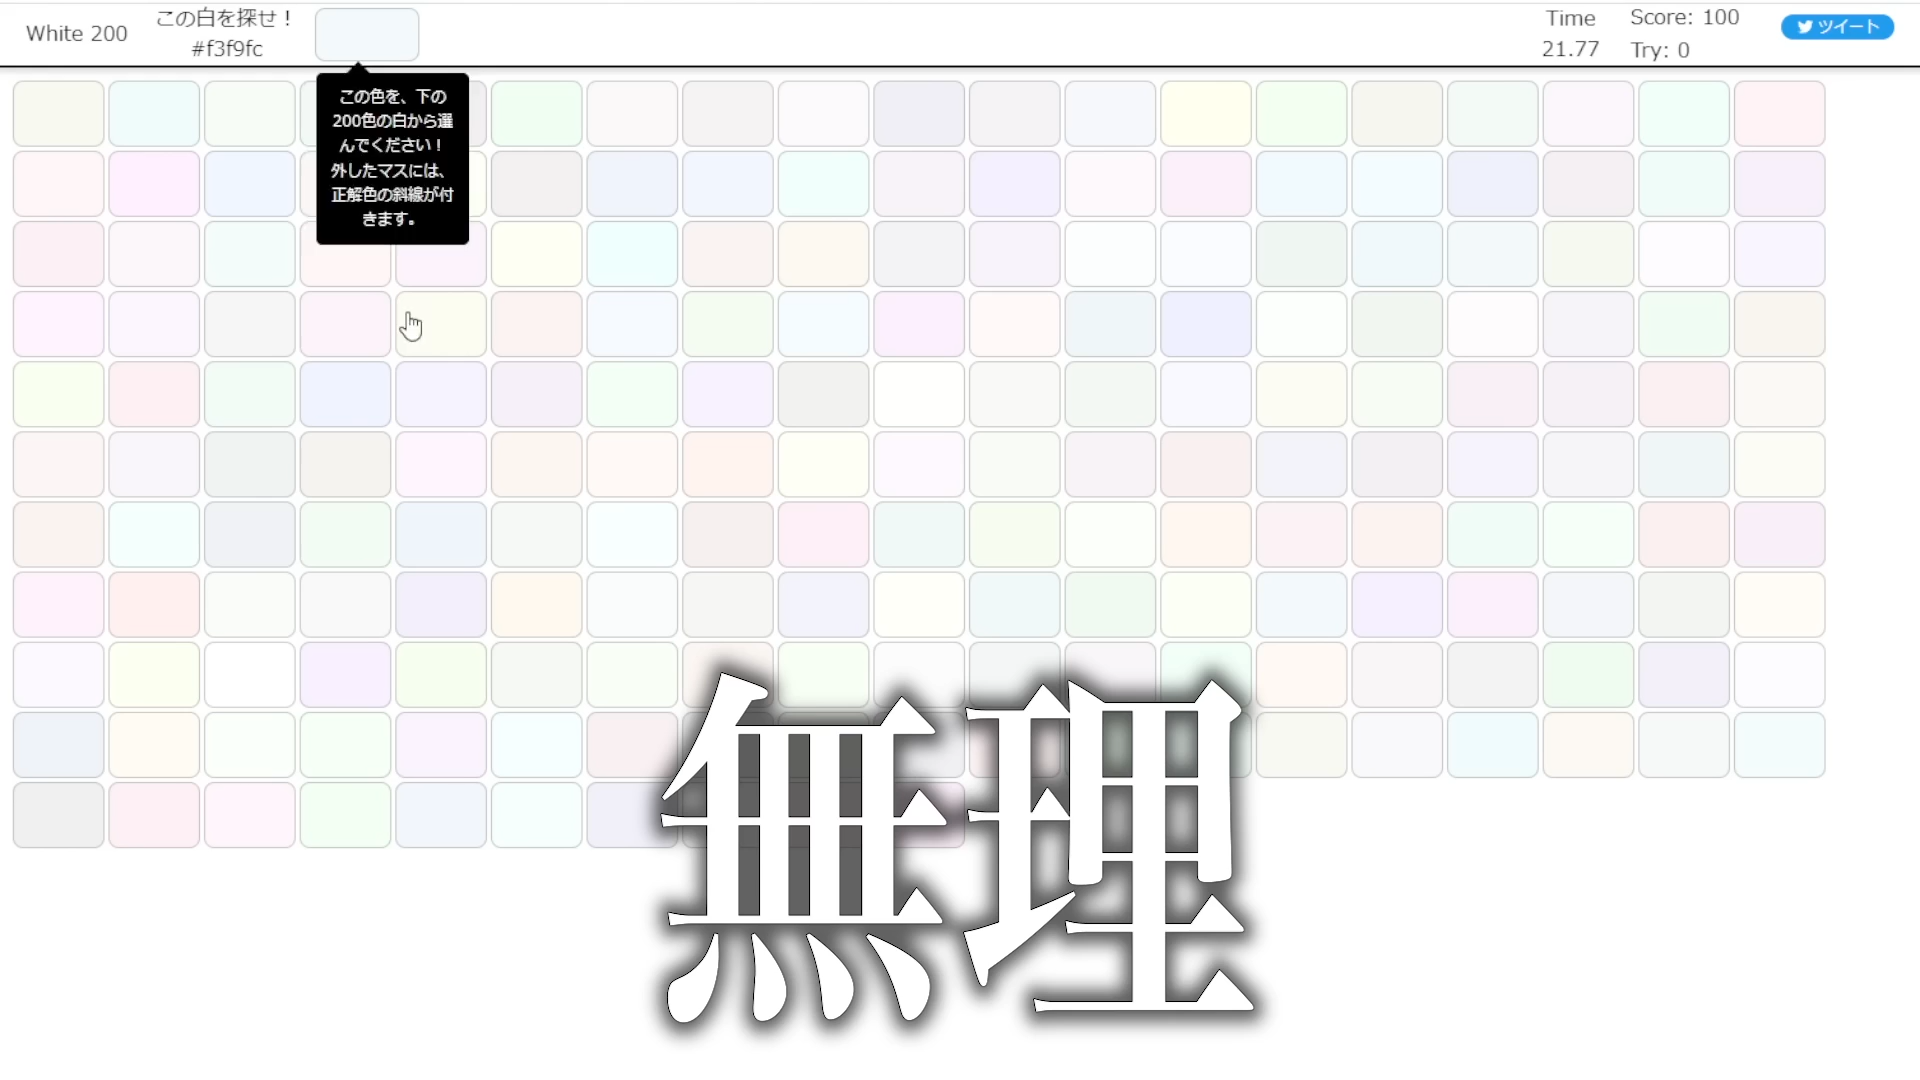 White 200
この白を探せ！
#f3f9fc
Time
21.77
Score: 100
Try: 0
ツイート
この色を、下の
200色の白から選
んでください！
外したマスには、
正解色の斜線が付
きます。
無理